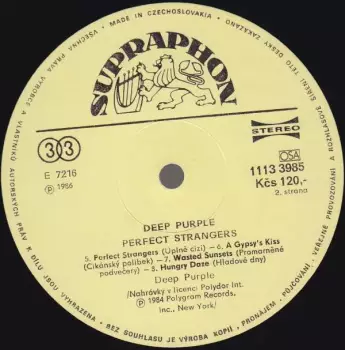 VŠECHNA PRÁVA VÝROBCE A VLASTNÍKŮ AUTORSKÝCH PRÁV K DÍLU JSOU VYHRAZENA • BEZ SOUHLASU JE VÝROBA KOPIÍ, PRONÁJEM, PŮJČOVÁNÍ, VEŘEJNÉ PROVOZOVÁNÍ A ROZHLASOVÉ ŠÍŘENÍ TÉTO DESKY ZAKÁZÁNO • MADE IN CZECHOSLOVAKIA •
SUPRAPHON
33
STEREO
E 7216
℗ 1986
OSA
1113 3985
Kčs 120,-
2. strana
DEEP PURPLE
PERFECT STRANGERS
5. Perfect Strangers (Úplně cizí) - 6. A Gypsy's Kiss
(Cikánský polibek) - 7. Wasted Sunsets (Promarněné
podvečery) - 8. Hungry Daze (Hladové dny)
Deep Purple
/Nahrávky v licenci Polydor Int.
℗ 1984 Polygram Records,
Inc., New York/